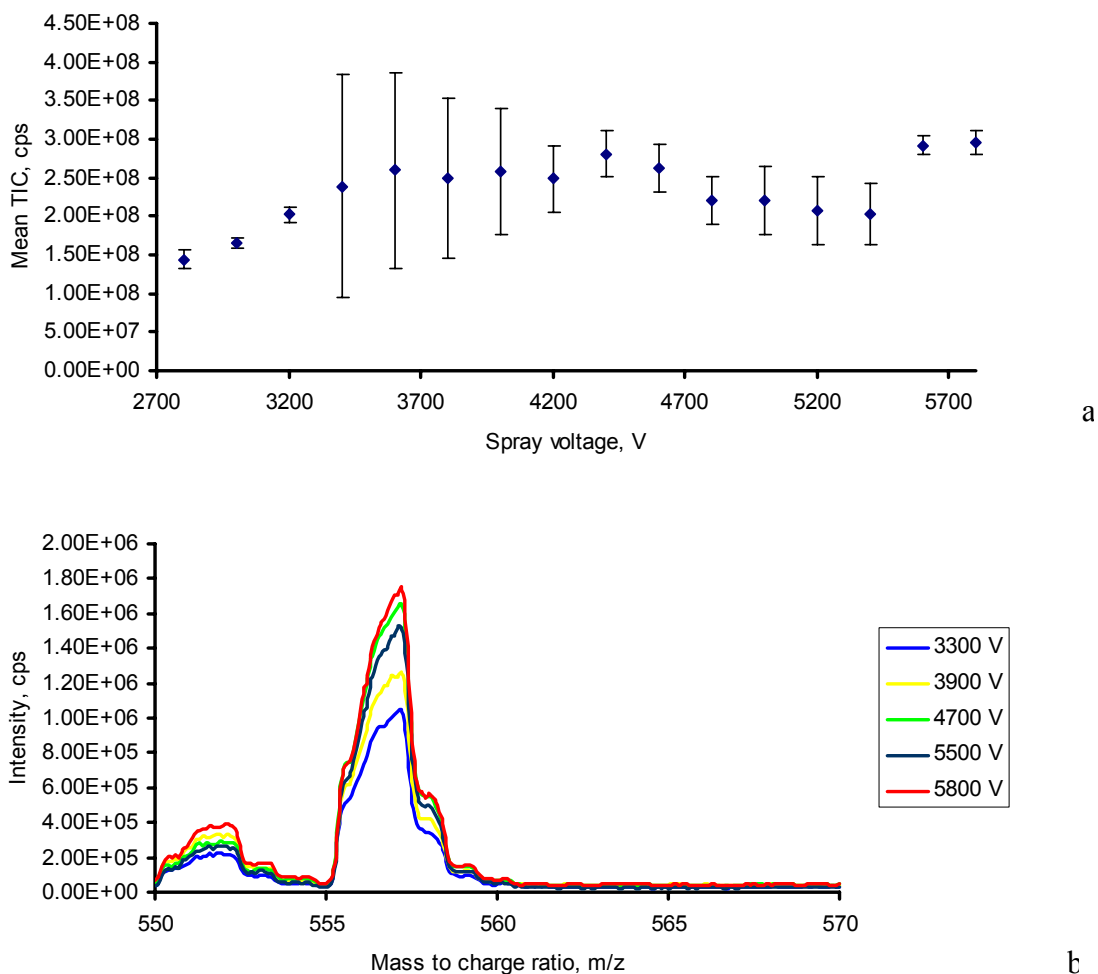 4.50E+08
4.00E+08
3.50E+08
3.00E+08
2.50E+08
2.00E+08
1.50E+08
1.00E+08
5.00E+07
0.00E+00
Mean TIC, cps
2700 3200 3700 4200 4700 5200 5700
Spray voltage, V
a
2.00E+06
1.80E+06
1.60E+06
1.40E+06
1.20E+06
1.00E+06
8.00E+05
6.00E+05
4.00E+05
2.00E+05
0.00E+00
Intensity, cps
550 555 560 565 570
Mass to charge ratio, m/z
3300 V
3900 V
4700 V
5500 V
5800 V
b